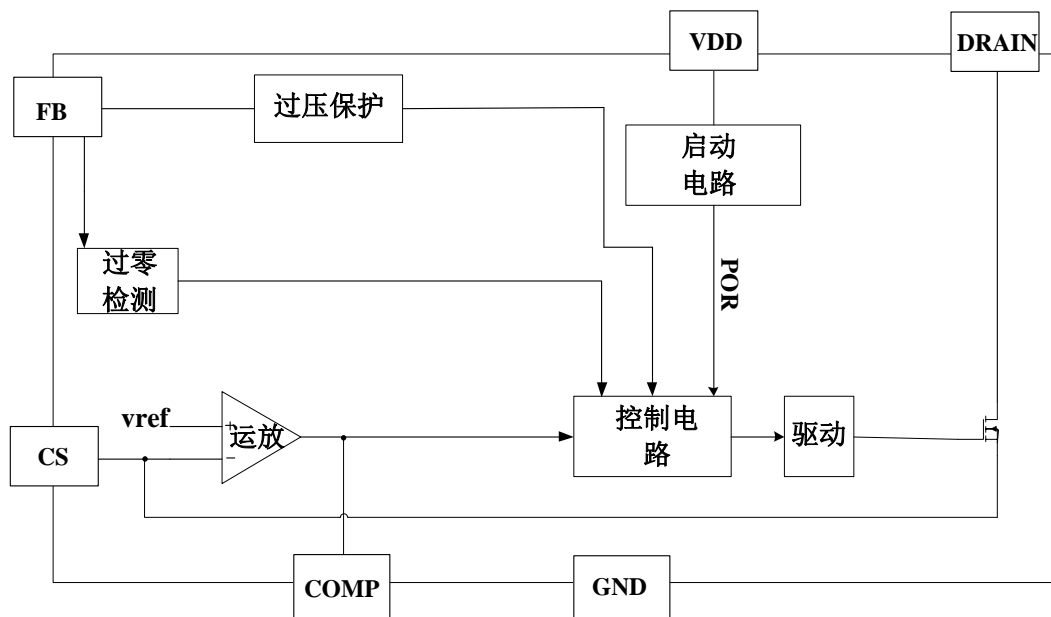 VDD
DRAIN
FB
过压保护
启动
电路
过零
检测
POR
vref
+
运放
−
CS
控制电
路
驱动
COMP
GND